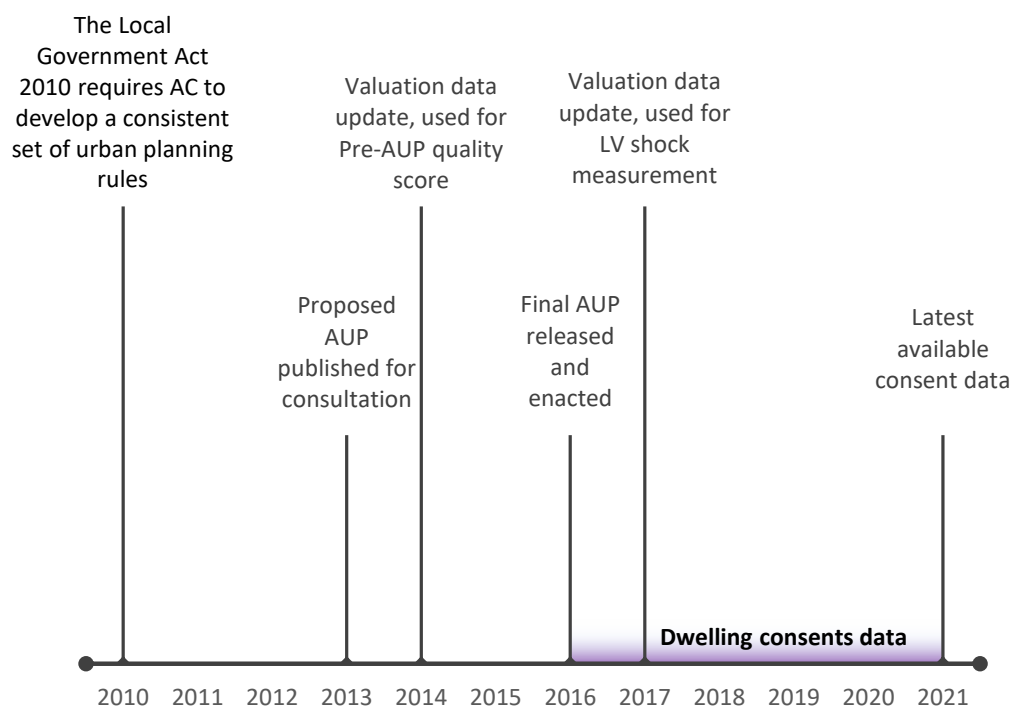 The Local
Government Act
2010 requires AC to
develop a consistent
set of urban planning
rules
Valuation data
update, used for
Pre-AUP quality
score
Valuation data
update, used for
LV shock
measurement
Proposed
AUP
published for
consultation
Final AUP
released
and
enacted
Latest
available
consent data
Dwelling consents data
2010 2011 2012 2013 2014 2015 2016 2017 2018 2019 2020 2021